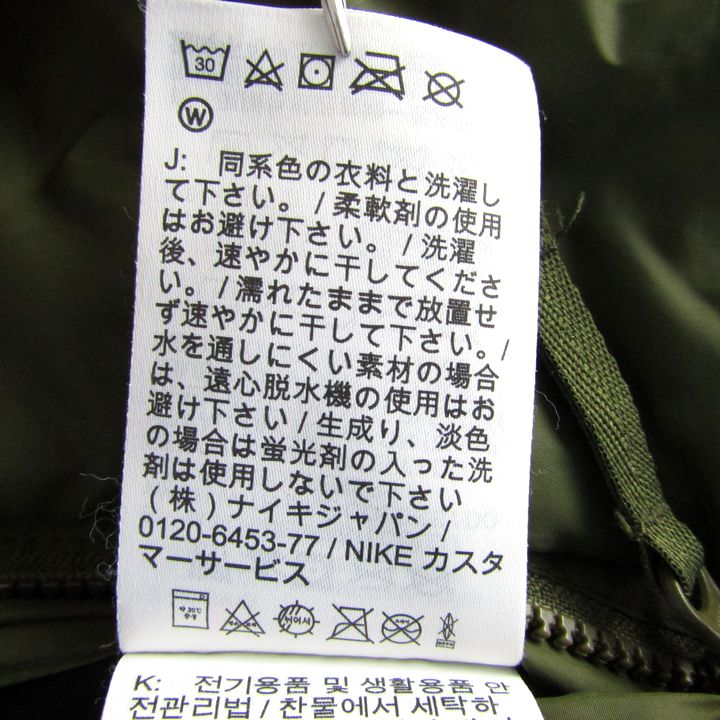 30
W
J: 同系色の衣料と洗濯し
て下さい。 / 柔軟剤の使用
はお避け下さい。 / 洗濯
後、速やかに干してくださ
い。 / 濡れたままで放置せ
ず速やかに干して下さい。 /
水を通しにくい素材の場合
は、遠心脱水機の使用はお
避け下さい / 生成り、淡色
の場合は蛍光剤の入った洗
剤は使用しないで下さい
( 株 ) ナイキジャパン /
0120-6453-77 / NIKE カスタ
マーサービス
약 30℃
중성
K: 전기용품 및 생활용품 안
전관리법 / 찬물에서 세탁하